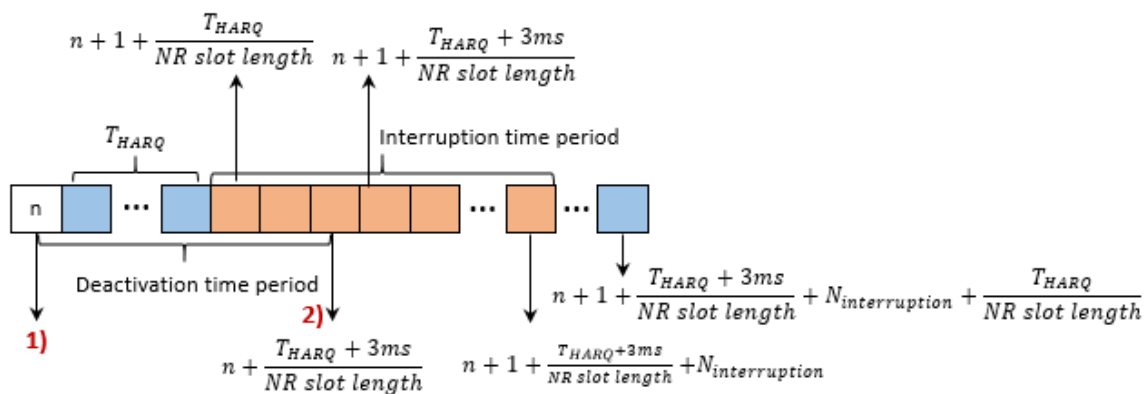 n + 1 + T_HARQ / NR slot length
n + 1 + (T_HARQ + 3ms) / NR slot length
T_HARQ
Interruption time period
n ... ... ...
Deactivation time period
n + 1 + (T_HARQ + 3ms) / NR slot length + N_interruption + T_HARQ / NR slot length
1)
2)
n + (T_HARQ + 3ms) / NR slot length
n + 1 + (T_HARQ+3ms) / NR slot length +N_interruption